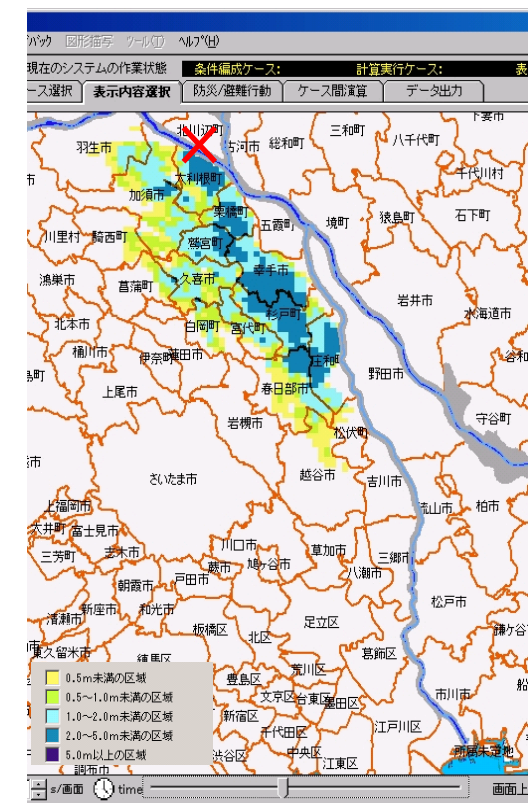 バック 図形描写 ツール(T) ヘルプ(H)
現在のシステムの作業状態 条件編成ケース: 計算実行ケース: 表
ース選択 表示内容選択 防災/避難行動 ケース間演算 データ出力
下妻市
北川辺町 三和町
羽生市 古河市 総和町 八千代町
大利根町 千代川村
加須市
栗橋町 境町 猿島町 石下町
五霞町
川里村 騎西町 鷲宮町
幸手市
鴻巣市 菖蒲町 久喜市
岩井市
杉戸町 水海道市
北本市 白岡町 宮代町
桶川市 伊奈町 蓮田市 庄和町
野田市
上尾市 春日部市
守谷町
岩槻市 松伏町
さいたま市 越谷市 吉川市
上福岡市 流山市 柏市
大井町 富士見市
川口市 草加市
三芳町 志木市 蕨市 鳩ヶ谷市 三郷市
戸田市 八潮市
朝霞市
新座市 和光市 松戸市
清瀬市 足立区
板橋区 北区
東久留米市 葛飾区
練馬区
荒川区
豊島区
文京区 台東区 墨田区 市川市
新宿区
千代田区 江戸川区
渋谷区 中央区 所属未定地
江東区
調布市
0.5m未満の区域
0.5～1.0m未満の区域
1.0～2.0m未満の区域
2.0～5.0m未満の区域
5.0m以上の区域
s/画面 time 画面上